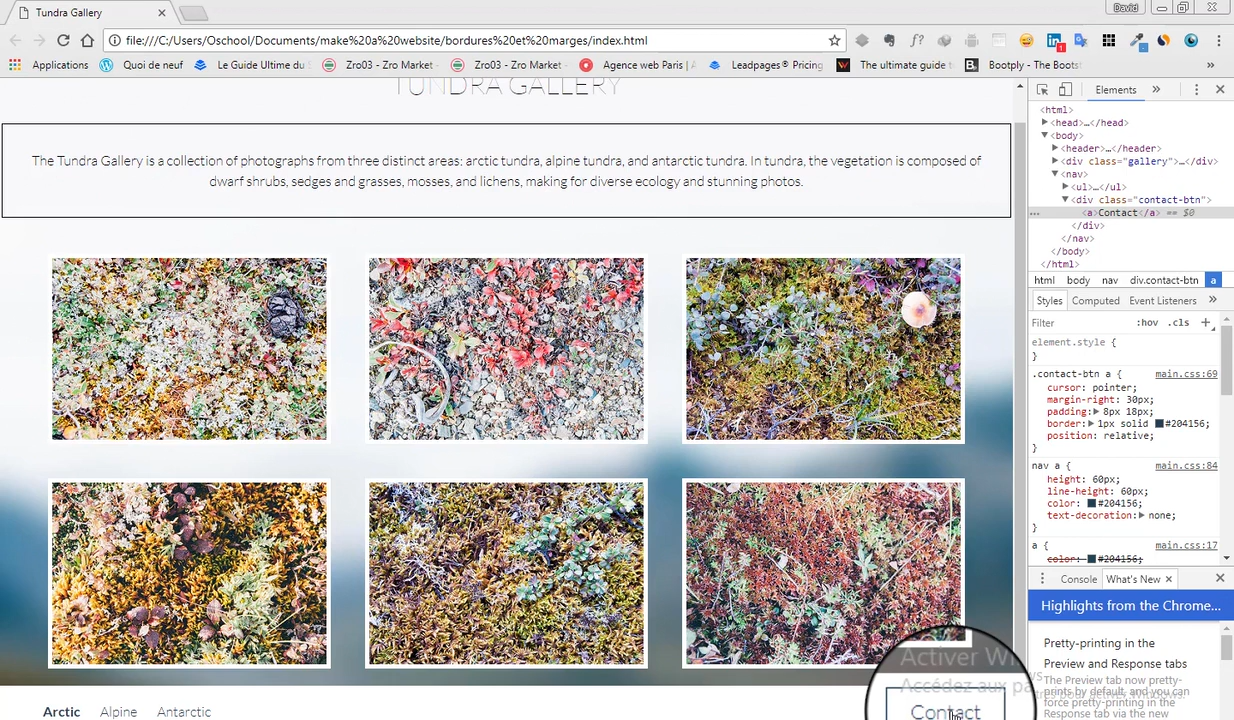 Tundra Gallery
David
file:///C:/Users/Oschool/Documents/make%20a%20website/bordures%20et%20marges/index.html
Applications Quoi de neuf Le Guide Ultime du Zro03 - Zro Market - Zro03 - Zro Market - Agence web Paris | Leadpages® Pricing The ultimate guide to Bootply - The Boots »
TUNDRA GALLERY
The Tundra Gallery is a collection of photographs from three distinct areas: arctic tundra, alpine tundra, and antarctic tundra. In tundra, the vegetation is composed of
dwarf shrubs, sedges and grasses, mosses, and lichens, making for diverse ecology and stunning photos.
Arctic Alpine Antarctic
Contact
Elements »
<html>
<head>…</head>
<body>
<header>…</header>
<div class="gallery">…</div>
<nav>
<ul>…</ul>
<div class="contact-btn">
… <a>Contact</a> == $0
</div>
</nav>
</body>
</html>
html body nav div.contact-btn a
Styles Computed Event Listeners »
Filter :hov .cls +
element.style {
}
.contact-btn a { main.css:69
cursor: pointer;
margin-right: 30px;
padding: 8px 18px;
border: 1px solid #204156;
position: relative;
}
nav a { main.css:84
height: 60px;
line-height: 60px;
color: #204156;
text-decoration: none;
}
a { main.css:17
color: #204156;
Console What's New ×
Highlights from the Chrome...
Pretty-printing in the
Preview and Response tabs
The Preview tab now pretty-
prints by default, and you can
force pretty-printing in the
Response tab via the new